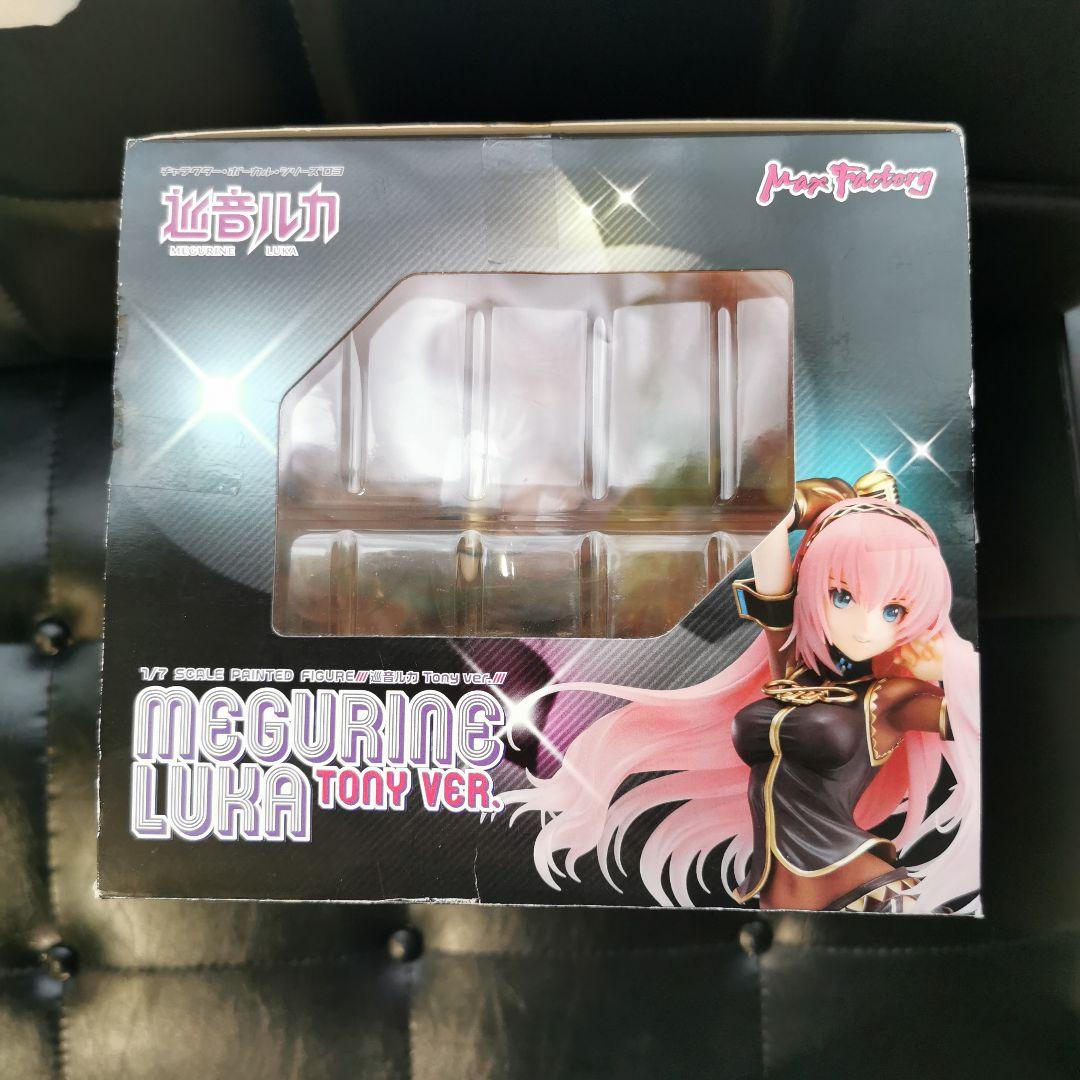 キャラクター・ボーカル・シリーズ03
巡音ルカ
MEGURINE LUKA
Max Factory
1/7 SCALE PAINTED FIGURE///巡音ルカ Tony ver.///
MEGURINE
LUKA TONY VER.